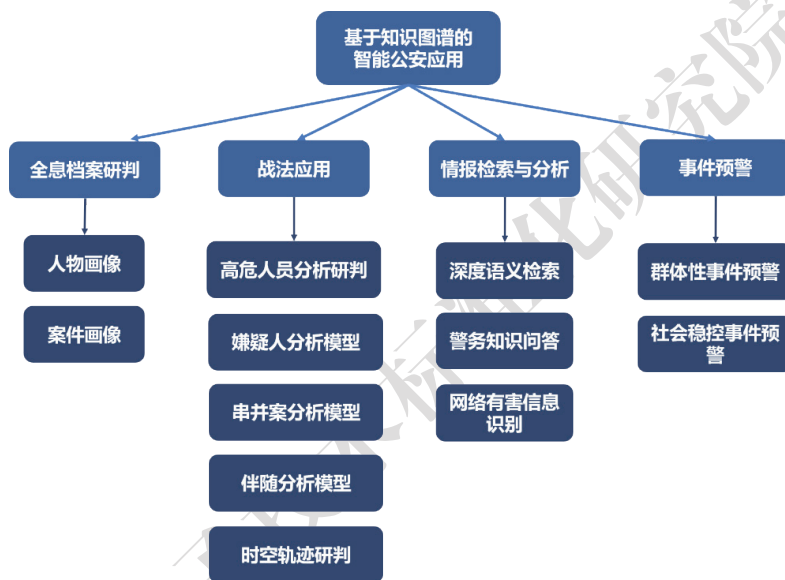 基于知识图谱的
智能公安应用
全息档案研判
战法应用
情报检索与分析
事件预警
人物画像
高危人员分析研判
深度语义检索
群体性事件预警
案件画像
嫌疑人分析模型
警务知识问答
社会稳控事件预
警
串并案分析模型
网络有害信息
识别
伴随分析模型
时空轨迹研判